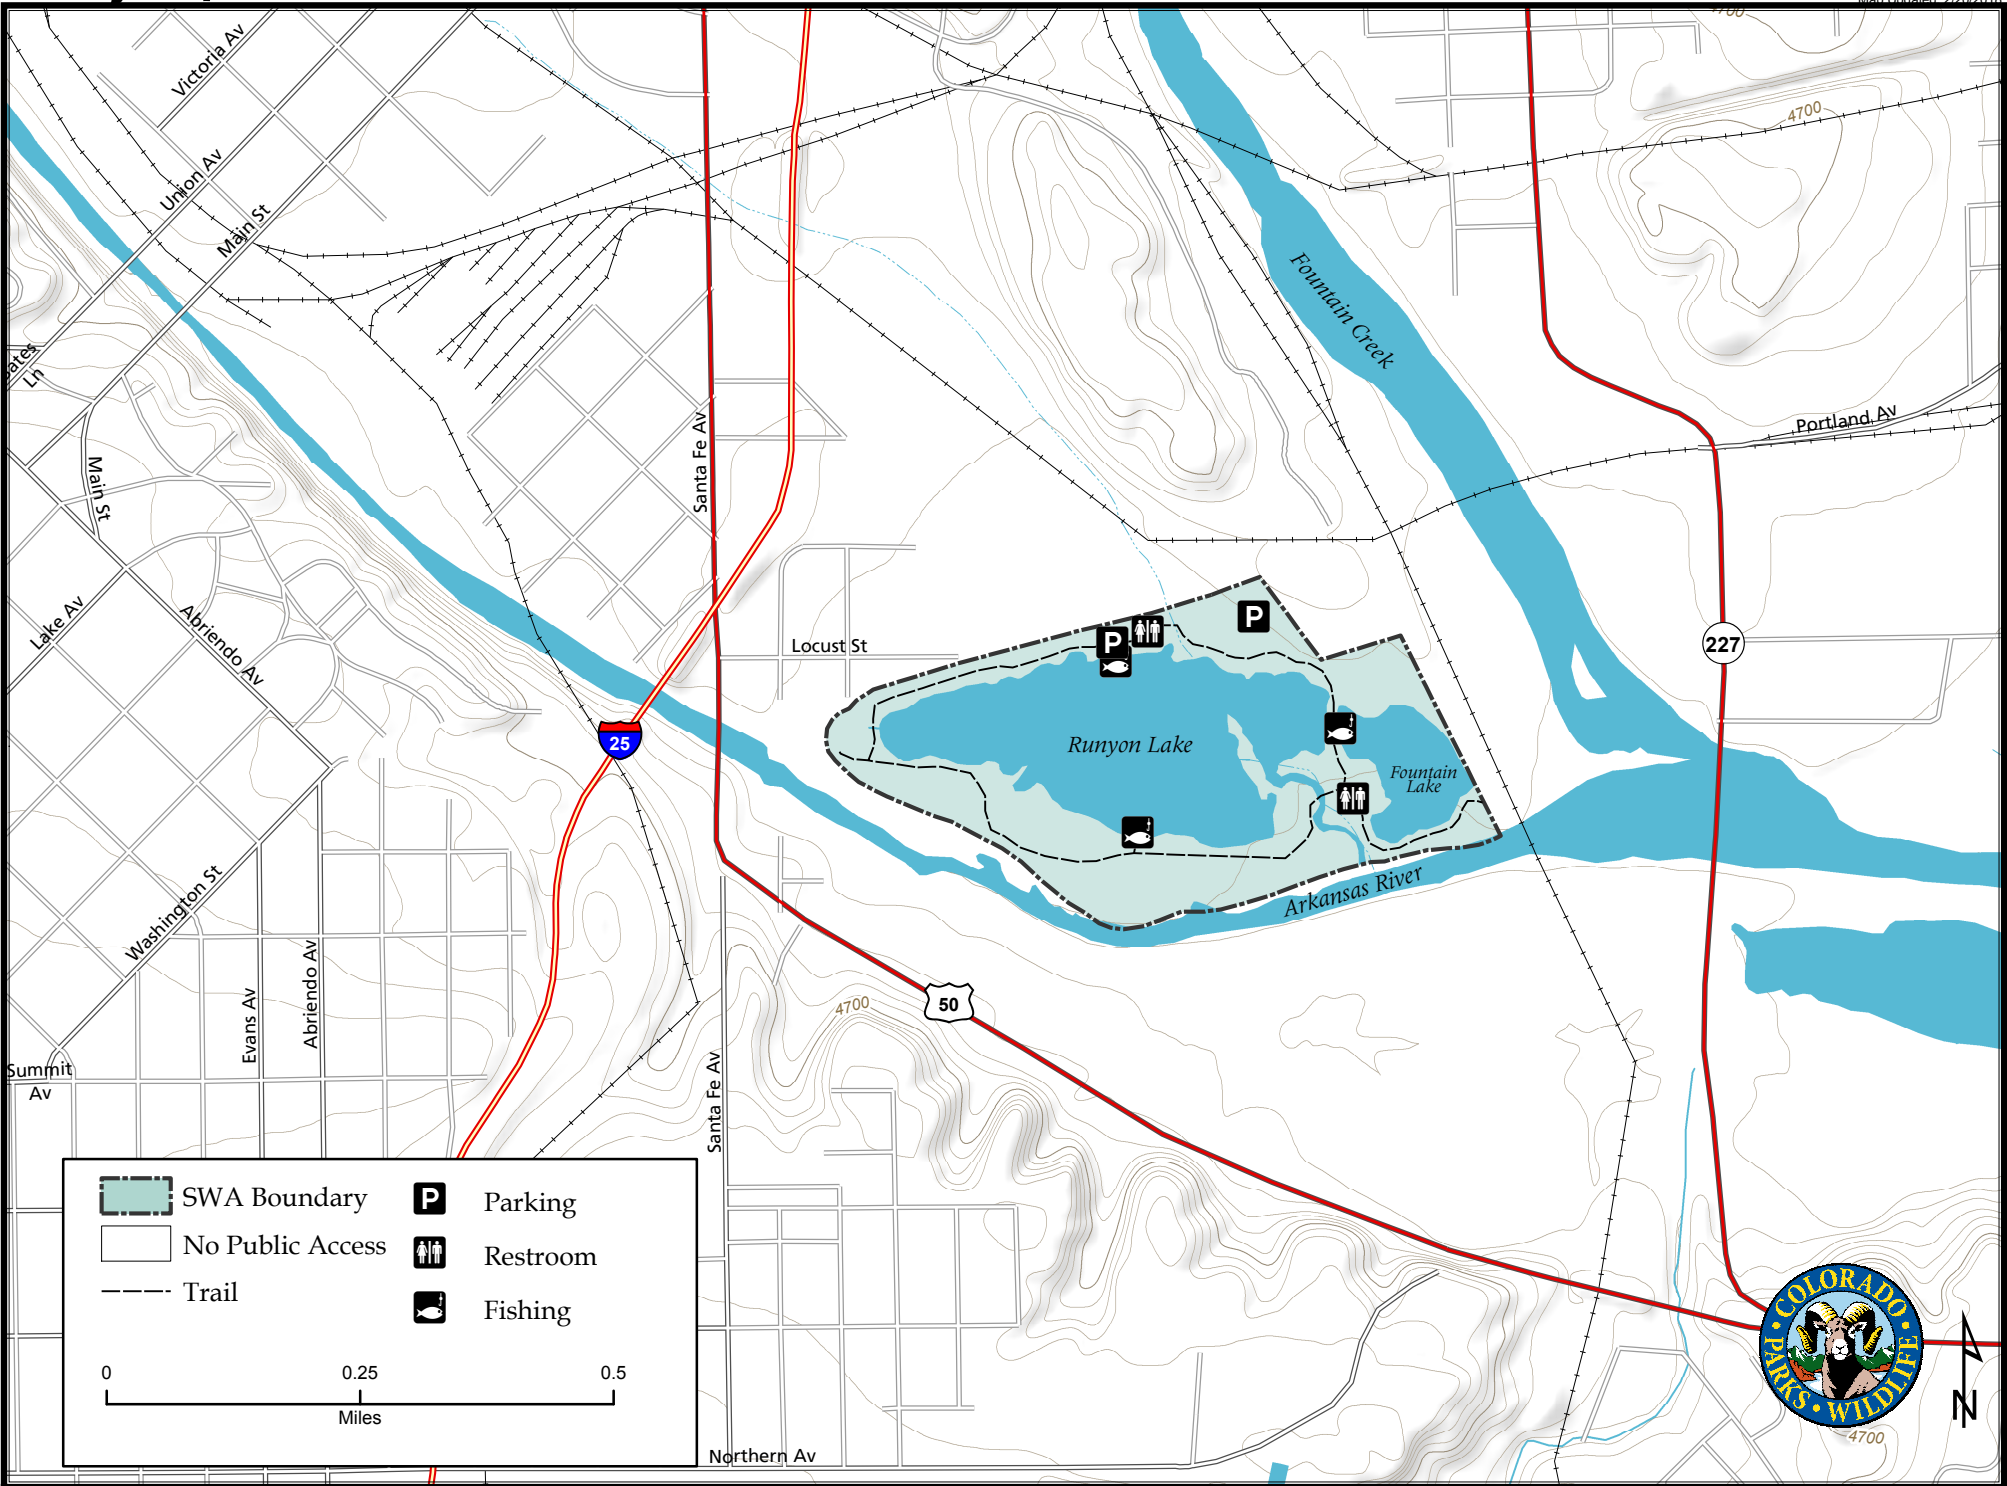 4700
Victoria Av
4700
Union Av
Main St
Fountain Creek
Ln
Portland Av
Santa Fe Av
Main St
Lake Av
Abriendo Av
Locust St
227
25
Runyon Lake
Fountain
Lake
P
P
Arkansas River
Washington St
Evans Av
Abriendo Av
4700
50
Summit
Av
Santa Fe Av
SWA Boundary
No Public Access
Trail
P Parking
Restroom
Fishing
0 0.25 0.5
Miles
Northern Av
COLORADO
PARKS • WILDLIFE
N
4700